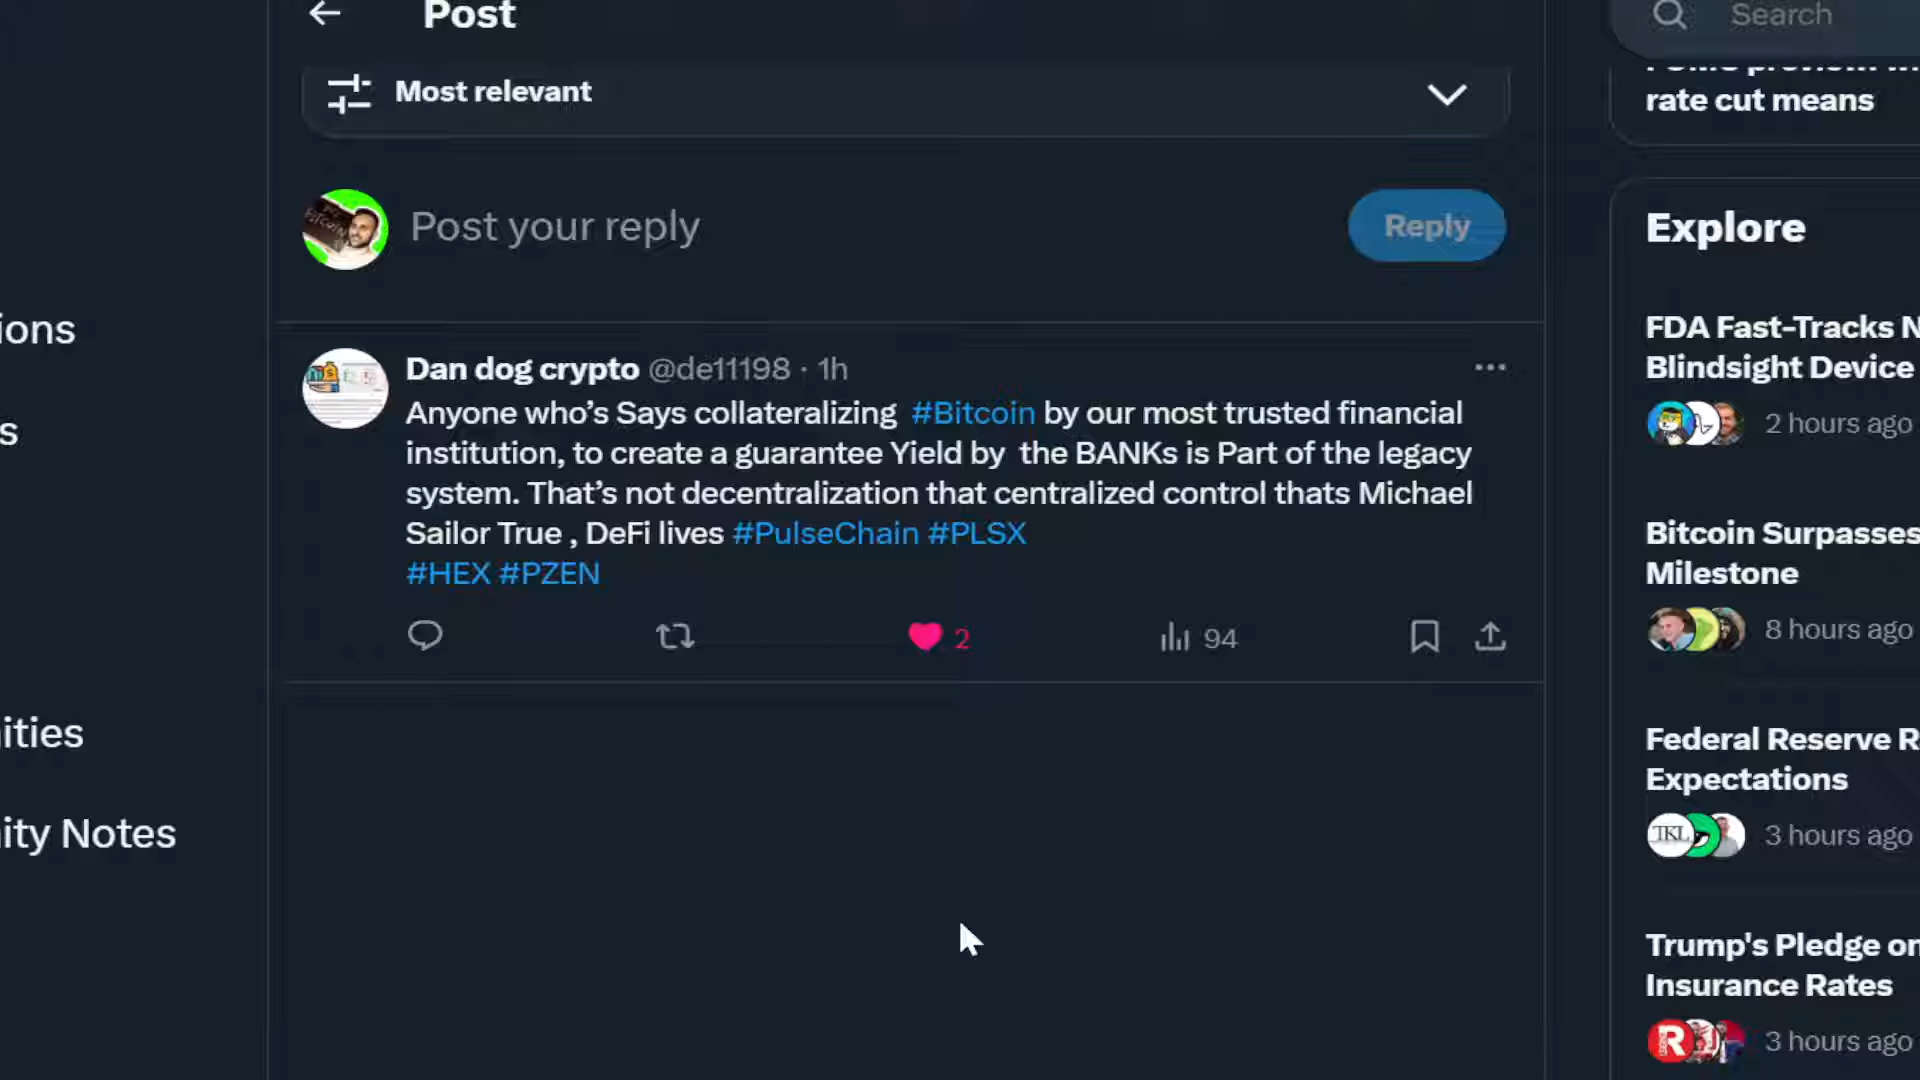 Post
Search
Most relevant
rate cut means
Post your reply
Reply
Explore
ions
FDA Fast-Tracks N
Blindsight Device
2 hours ago
Dan dog crypto @de11198 · 1h
Anyone who's Says collateralizing #Bitcoin by our most trusted financial
institution, to create a guarantee Yield by the BANKs is Part of the legacy
system. That's not decentralization that centralized control thats Michael
Sailor True , DeFi lives #PulseChain #PLSX
#HEX #PZEN
2
94
s
Bitcoin Surpasses
Milestone
8 hours ago
ities
Federal Reserve R
Expectations
TKL
3 hours ago
ity Notes
Trump's Pledge on
Insurance Rates
3 hours ago